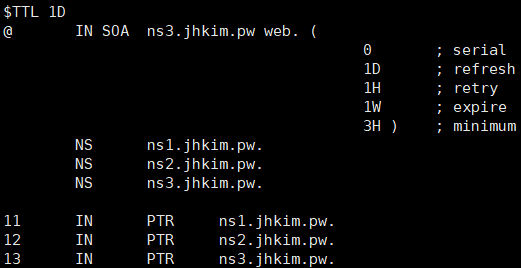 $TTL 1D
@ IN SOA ns3.jhkim.pw web. (
0 ; serial
1D ; refresh
1H ; retry
1W ; expire
3H ) ; minimum
NS ns1.jhkim.pw.
NS ns2.jhkim.pw.
NS ns3.jhkim.pw.
11 IN PTR ns1.jhkim.pw.
12 IN PTR ns2.jhkim.pw.
13 IN PTR ns3.jhkim.pw.